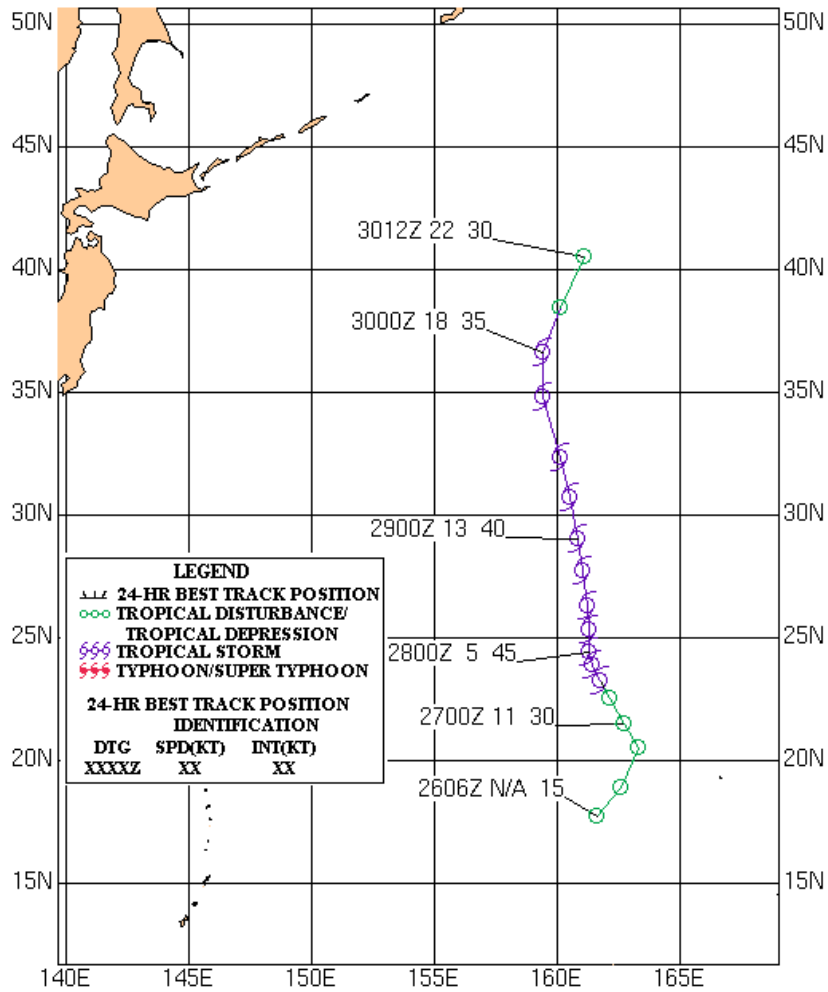 50N 50N
45N 45N
3012Z 22 30
40N 40N
3000Z 18 35
35N 35N
30N 30N
2900Z 13 40
LEGEND
24-HR BEST TRACK POSITION
TROPICAL DISTURBANCE/
TROPICAL DEPRESSION
TROPICAL STORM
TYPHOON/SUPER TYPHOON
24-HR BEST TRACK POSITION
IDENTIFICATION
DTG SPD(KT) INT(KT)
XXXXZ XX XX
25N 25N
2800Z 5 45
2700Z 11 30
20N 20N
2606Z N/A 15
15N 15N
140E 145E 150E 155E 160E 165E